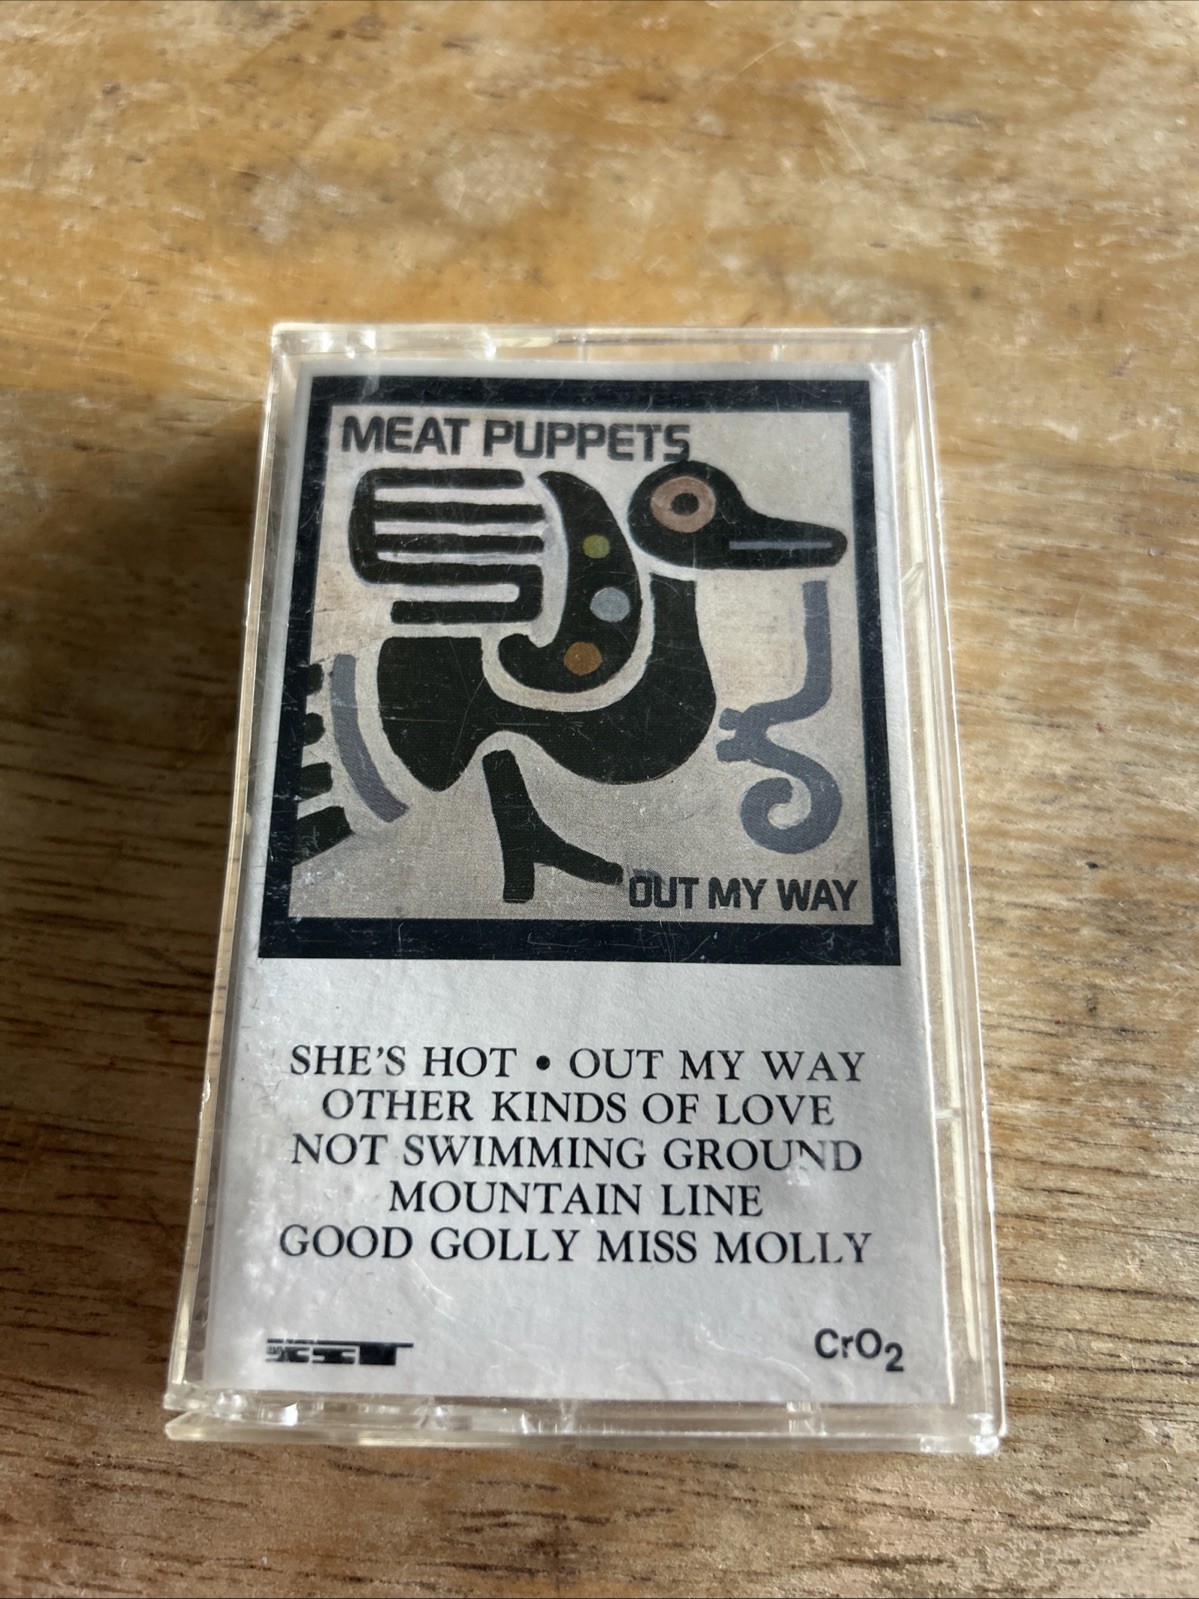 MEAT PUPPETS
OUT MY WAY
SHE'S HOT • OUT MY WAY
OTHER KINDS OF LOVE
NOT SWIMMING GROUND
MOUNTAIN LINE
GOOD GOLLY MISS MOLLY
SST
CrO2